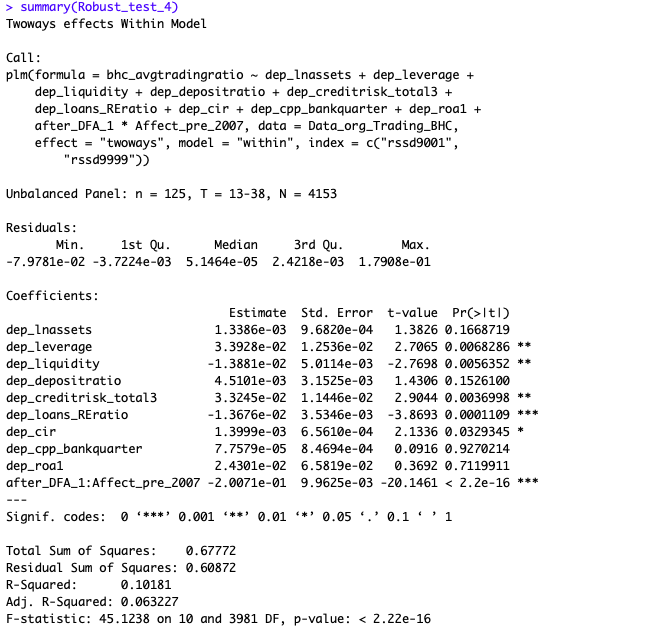 > summary(Robust_test_4)
Twoways effects Within Model
Call:
plm(formula = bhc_avgtradingratio ~ dep_lnassets + dep_leverage +
dep_liquidity + dep_depositratio + dep_creditrisk_total3 +
dep_loans_REratio + dep_cir + dep_cpp_bankquarter + dep_roa1 +
after_DFA_1 * Affect_pre_2007, data = Data_org_Trading_BHC,
effect = "twoways", model = "within", index = c("rssd9001",
"rssd9999"))
Unbalanced Panel: n = 125, T = 13-38, N = 4153
Residuals:
Min. 1st Qu. Median 3rd Qu. Max.
-7.9781e-02 -3.7224e-03 5.1464e-05 2.4218e-03 1.7908e-01
Coefficients:
Estimate Std. Error t-value Pr(>|t|)
dep_lnassets 1.3386e-03 9.6820e-04 1.3826 0.1668719
dep_leverage 3.3928e-02 1.2536e-02 2.7065 0.0068286 **
dep_liquidity -1.3881e-02 5.0114e-03 -2.7698 0.0056352 **
dep_depositratio 4.5101e-03 3.1525e-03 1.4306 0.1526100
dep_creditrisk_total3 3.3245e-02 1.1446e-02 2.9044 0.0036998 **
dep_loans_REratio -1.3676e-02 3.5346e-03 -3.8693 0.0001109 ***
dep_cir 1.3999e-03 6.5610e-04 2.1336 0.0329345 *
dep_cpp_bankquarter 7.7579e-05 8.4694e-04 0.0916 0.9270214
dep_roa1 2.4301e-02 6.5819e-02 0.3692 0.7119911
after_DFA_1:Affect_pre_2007 -2.0071e-01 9.9625e-03 -20.1461 < 2.2e-16 ***
---
Signif. codes: 0 ‘***’ 0.001 ‘**’ 0.01 ‘*’ 0.05 ‘.’ 0.1 ‘ ’ 1
Total Sum of Squares: 0.67772
Residual Sum of Squares: 0.60872
R-Squared: 0.10181
Adj. R-Squared: 0.063227
F-statistic: 45.1238 on 10 and 3981 DF, p-value: < 2.22e-16